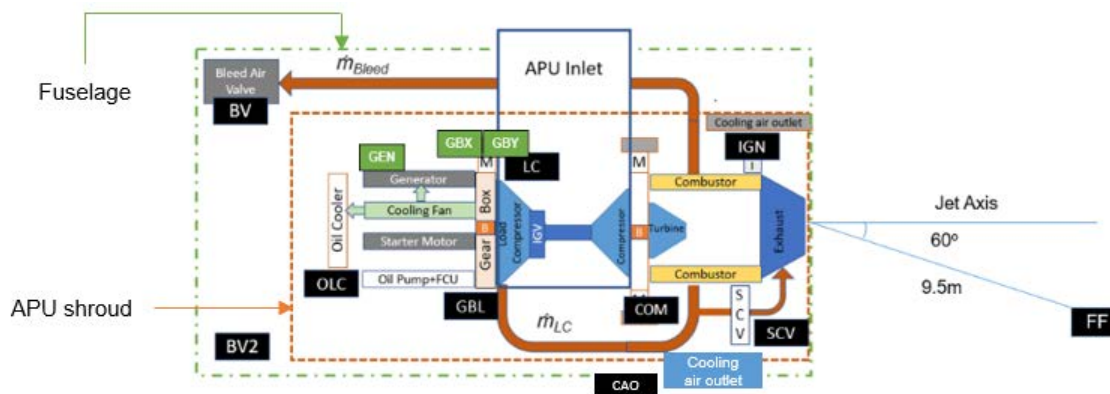 Fuselage
APU shroud
ṁBleed
Bleed Air
Valve
BV
APU Inlet
Cooling air outlet
IGN
I
GBX
GBY
GEN
M
LC
M
Generator
Box
Combustor
Oil Cooler
Cooling Fan
B
Load
Compressor
IGV
Compressor
B
Turbine
Exhaust
Starter Motor
Gear
Oil Pump+FCU
Combustor
OLC
GBL
COM
S
C
V
SCV
BV2
ṁLC
CAO
Cooling
air outlet
Jet Axis
60º
9.5m
FF